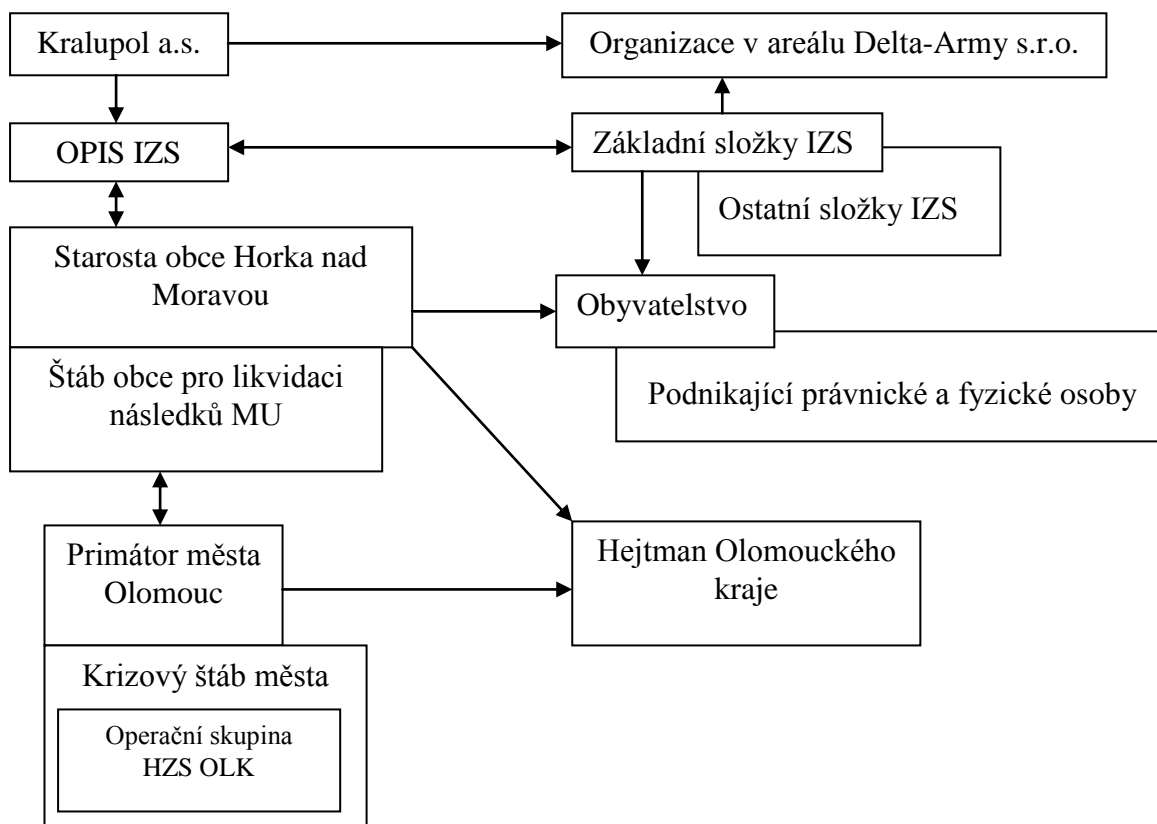 Kralupol a.s.
Organizace v areálu Delta-Army s.r.o.
OPIS IZS
Základní složky IZS
Ostatní složky IZS
Starosta obce Horka nad
Moravou
Obyvatelstvo
Štáb obce pro likvidaci
následků MU
Podnikající právnické a fyzické osoby
Primátor města
Olomouc
Hejtman Olomouckého
kraje
Krizový štáb města
Operační skupina
HZS OLK